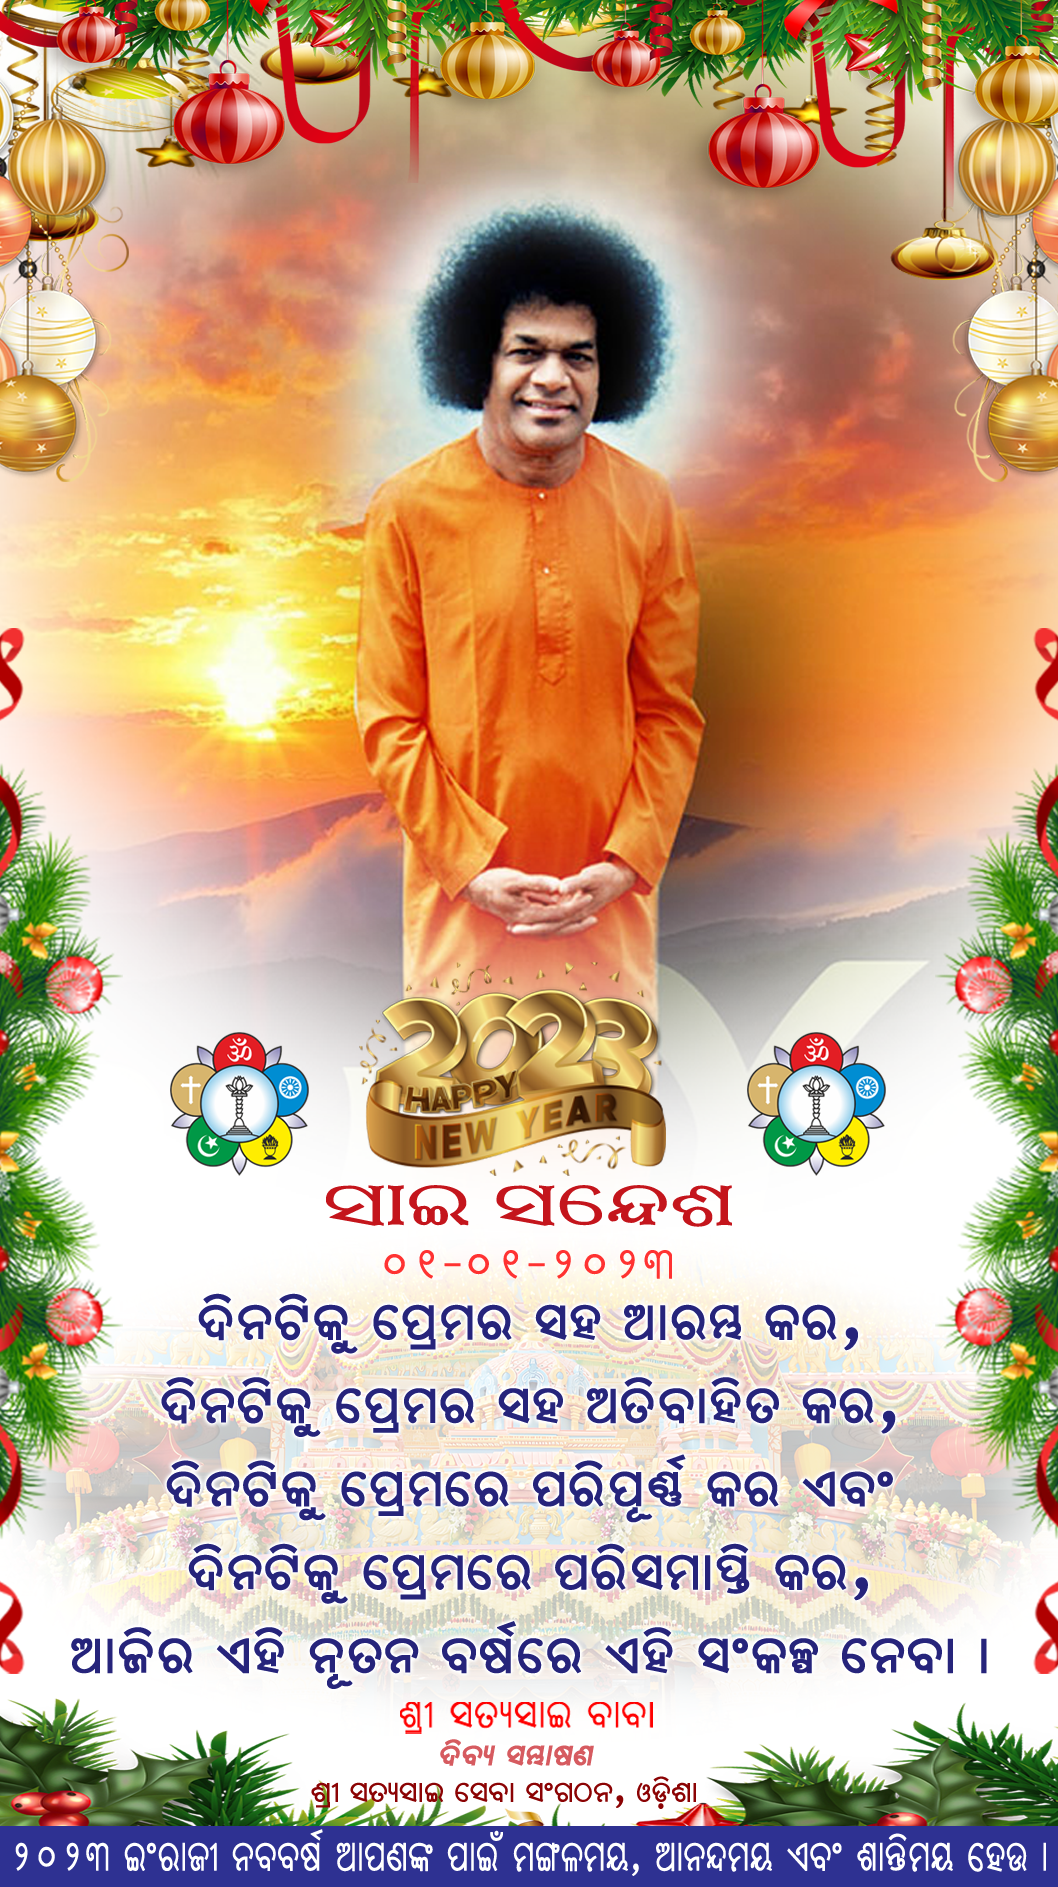 2023
HAPPY
NEW YEAR
ସାଇ ସନ୍ଦେଶ
୦୧-୦୧-୨୦୨୩
ଦିନଟିକୁ ପ୍ରେମର ସହ ଆରମ୍ଭ କର,
ଦିନଟିକୁ ପ୍ରେମର ସହ ଅତିବାହିତ କର,
ଦିନଟିକୁ ପ୍ରେମରେ ପରିପୂର୍ଣ୍ଣ କର ଏବଂ
ଦିନଟିକୁ ପ୍ରେମରେ ପରିସମାପ୍ତି କର,
ଆଜିର ଏହି ନୂତନ ବର୍ଷରେ ଏହି ସଂକଳ୍ପ ନେବା ।
ଶ୍ରୀ ସତ୍ୟସାଇ ବାବା
ଦିବ୍ୟ ସମ୍ଭାଷଣ
ଶ୍ରୀ ସତ୍ୟସାଇ ସେବା ସଂଗଠନ, ଓଡ଼ିଶା
୨୦୨୩ ଇଂରାଜୀ ନବବର୍ଷ ଆପଣଙ୍କ ପାଇଁ ମଙ୍ଗଳମୟ, ଆନନ୍ଦମୟ ଏବଂ ଶାନ୍ତିମୟ ହେଉ ।